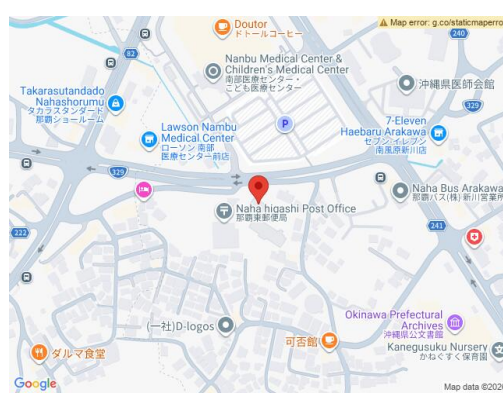 Map error: g.co/staticmaperro
Doutor
ドトールコーヒー
240
82
Nanbu Medical Center &
Children's Medical Center
南部医療センター・
こども医療センター
沖縄県医師会館
Takarasutandado
Nahashorumu
タカラスタンダード
那覇ショールーム
329
P
7-Eleven
Haebaru Arakawa
セブン-イレブン
南風原新川店
Lawson Nambu
Medical Center
ローソン 南部
医療センター前店
329
Naha Bus Arakawa
那覇バス(株) 新川営業所
Naha higashi Post Office
那覇東郵便局
222
241
Okinawa Prefectural
Archives
沖縄県公文書館
(一社)D-logos
可否館
Kanegusuku Nursery
かねぐすく保育園
ダルマ食堂
Google
Map data ©2026